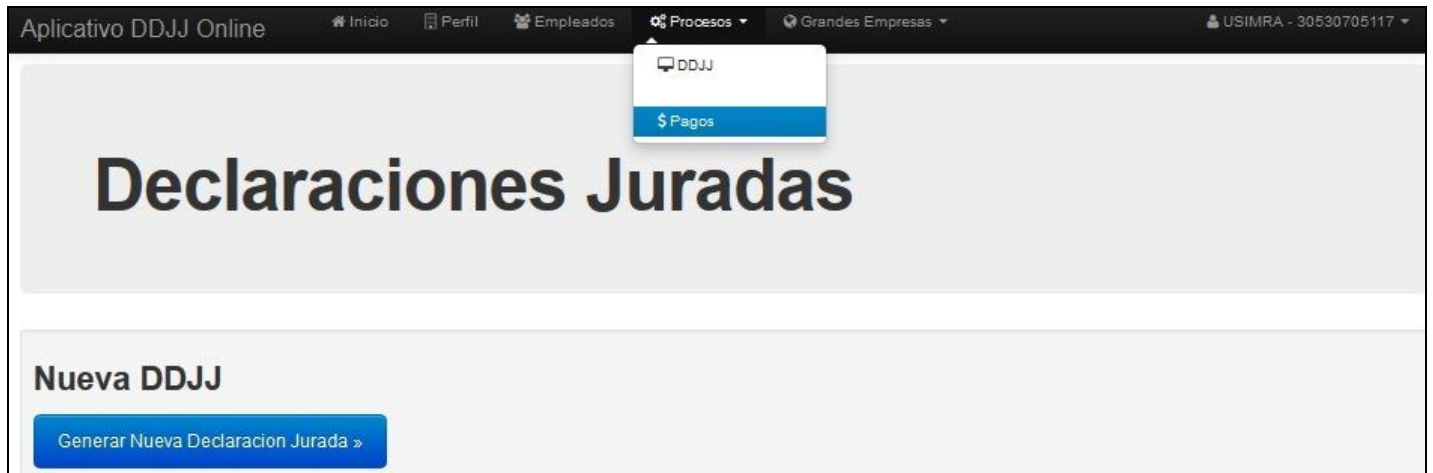 Aplicativo DDJJ Online Inicio Perfil Empleados Procesos Grandes Empresas USIMRA - 30530705117
DDJJ
$ Pagos
Declaraciones Juradas
Nueva DDJJ
Generar Nueva Declaracion Jurada »